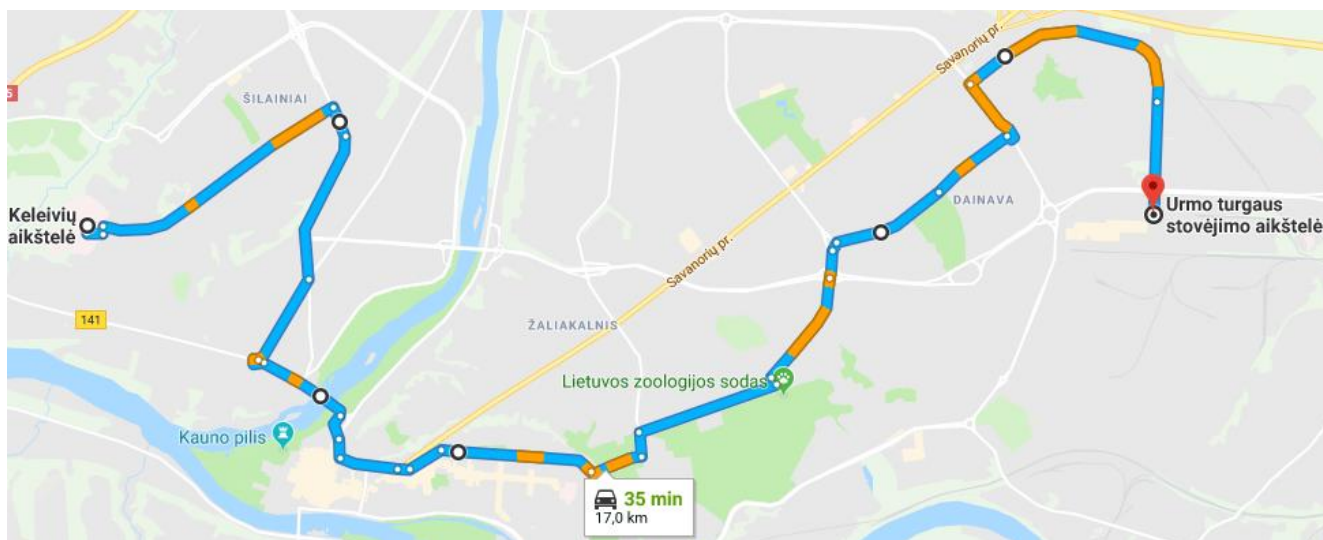 Savanorių pr.
5
ŠILAINIAI
Keleivių
aikštelė
DAINAVA
Urmo turgaus
stovėjimo aikštelė
Savanorių pr.
141
ŽALIAKALNIS
Lietuvos zoologijos sodas
Kauno pilis
35 min
17,0 km